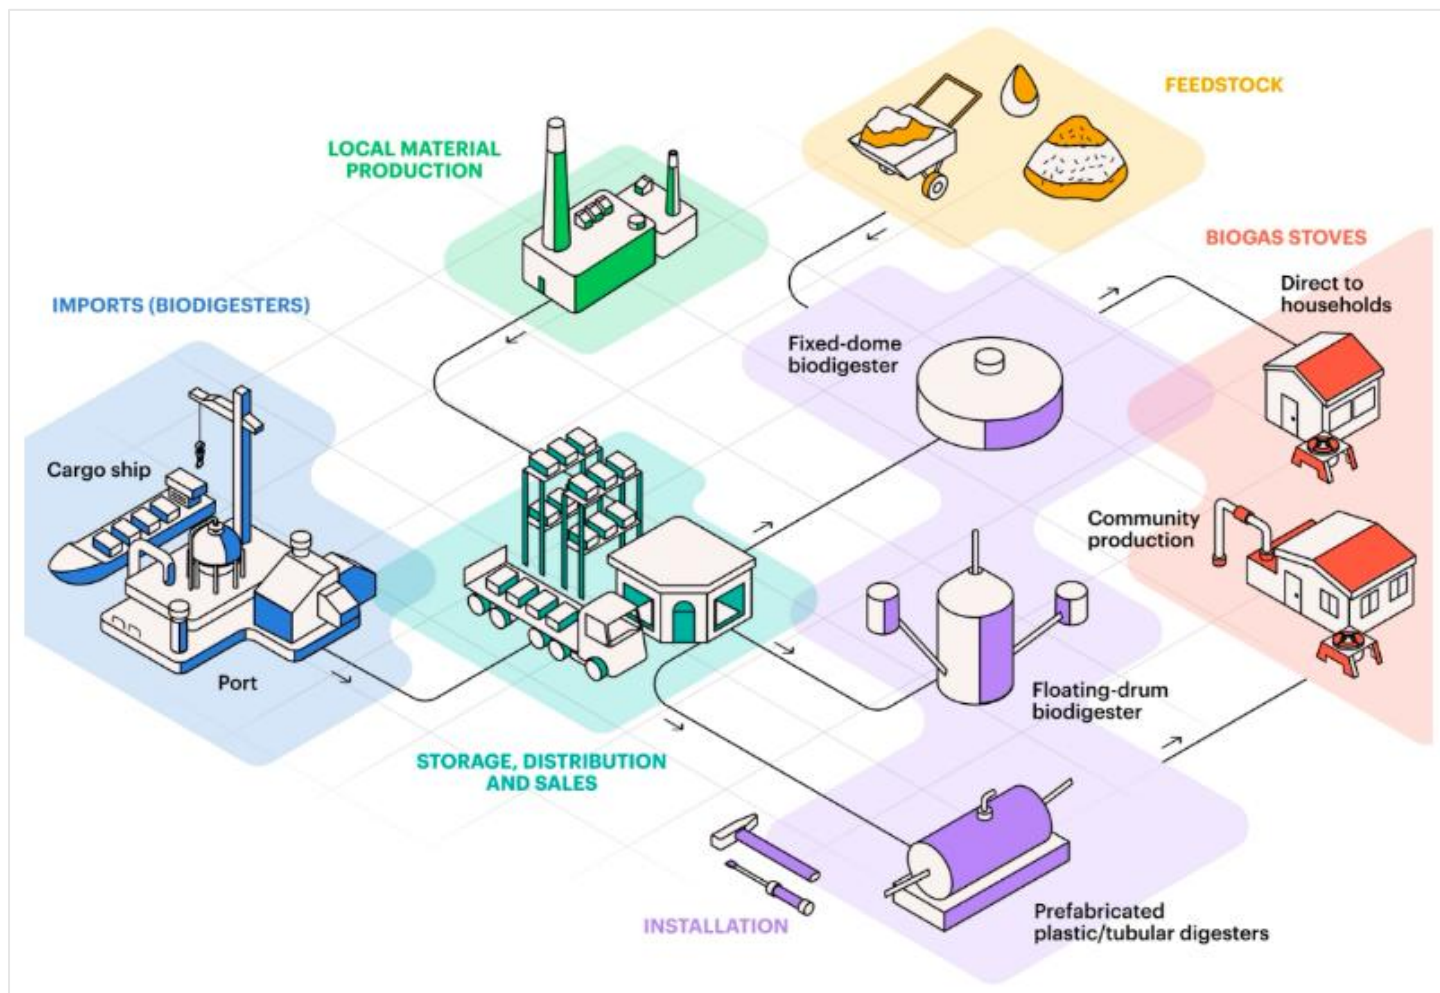 FEEDSTOCK
LOCAL MATERIAL
PRODUCTION
BIOGAS STOVES
Direct to
households
IMPORTS (BIODIGESTERS)
Fixed-dome
biodigester
Cargo ship
Community
production
Port
Floating-drum
biodigester
STORAGE, DISTRIBUTION
AND SALES
INSTALLATION
Prefabricated
plastic/tubular digesters